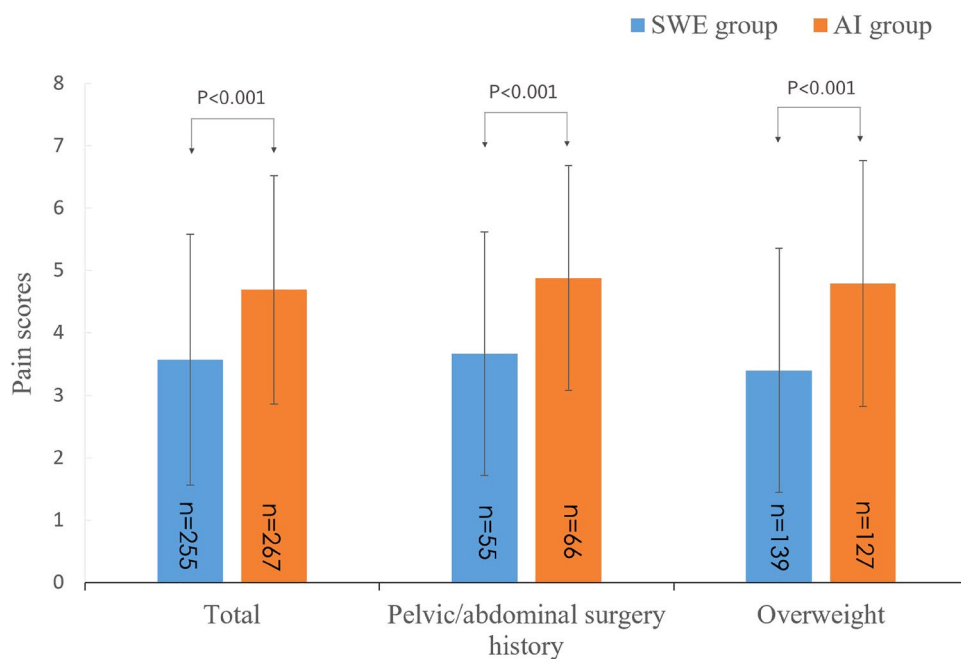 SWE group
AI group
8
7
6
5
4
3
2
1
0
Pain scores
P<0.001
P<0.001
P<0.001
n=255
n=267
n=55
n=66
n=139
n=127
Total
Pelvic/abdominal surgery
history
Overweight